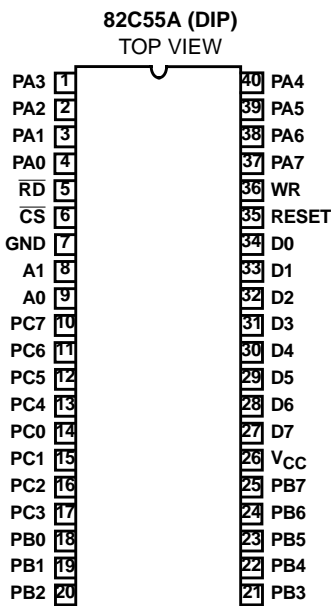 82C55A (DIP)
TOP VIEW
PA3 1 40 PA4
PA2 2 39 PA5
PA1 3 38 PA6
PA0 4 37 PA7
R̅D̅ 5 36 WR
C̅S̅ 6 35 RESET
GND 7 34 D0
A1 8 33 D1
A0 9 32 D2
PC7 10 31 D3
PC6 11 30 D4
PC5 12 29 D5
PC4 13 28 D6
PC0 14 27 D7
PC1 15 26 VCC
PC2 16 25 PB7
PC3 17 24 PB6
PB0 18 23 PB5
PB1 19 22 PB4
PB2 20 21 PB3